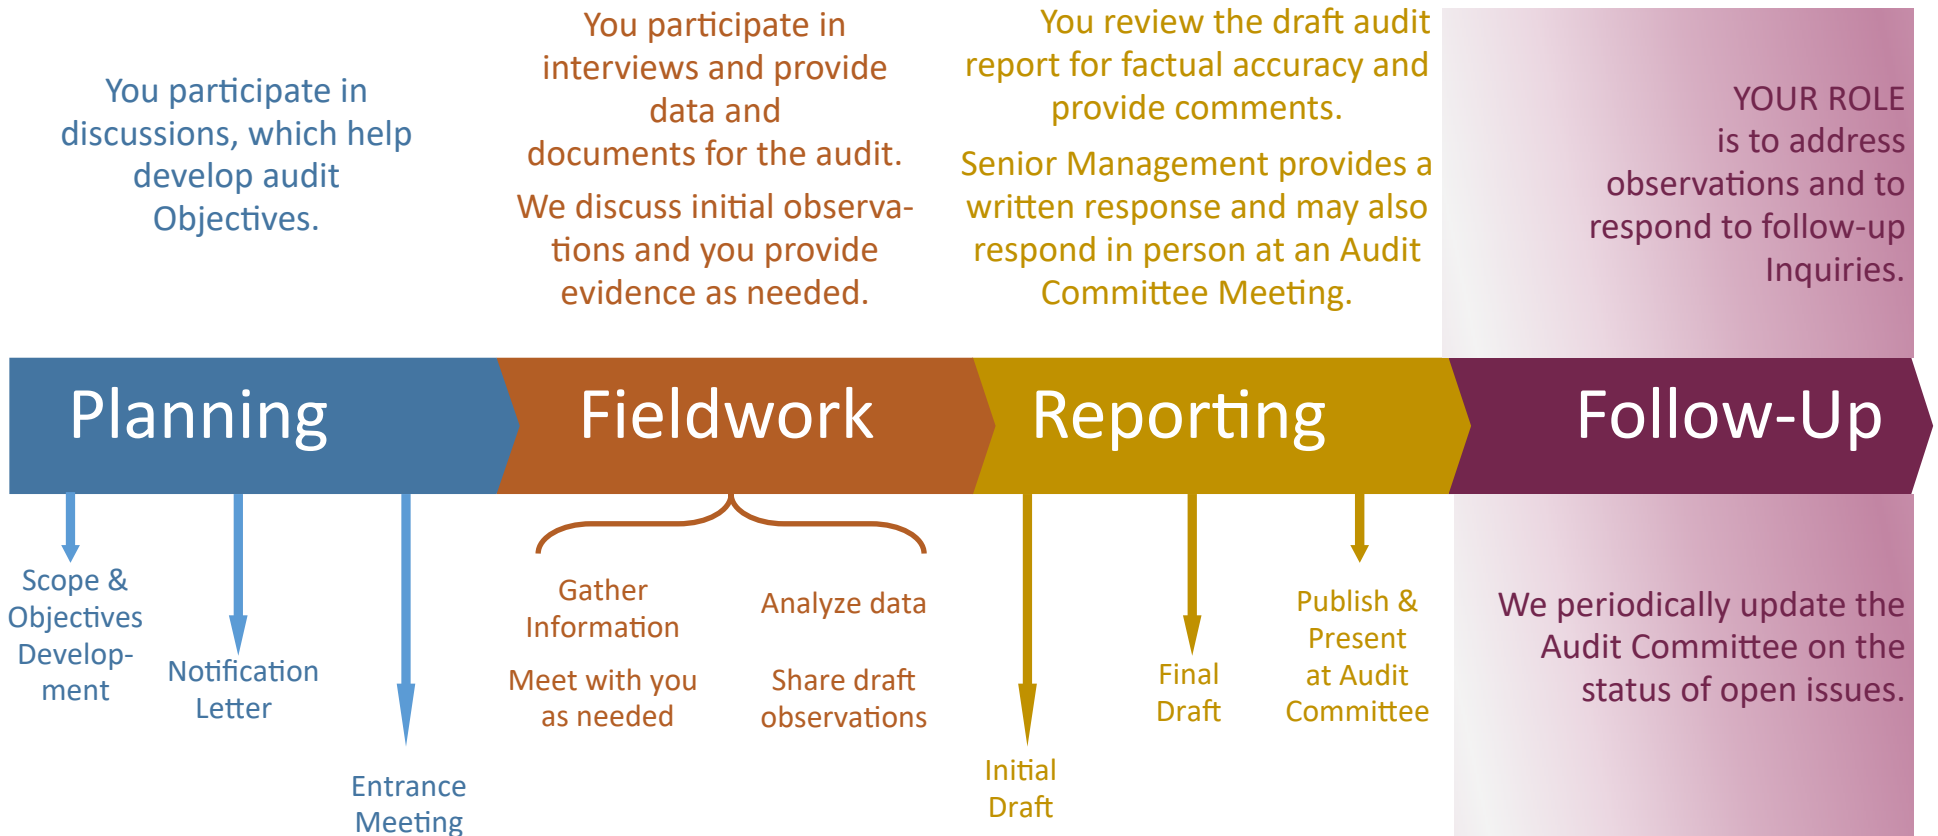 You participate in
discussions, which help
develop audit
Objectives.
You participate in
interviews and provide
data and
documents for the audit.
We discuss initial observa-
tions and you provide
evidence as needed.
You review the draft audit
report for factual accuracy and
provide comments.
Senior Management provides a
written response and may also
respond in person at an Audit
Committee Meeting.
YOUR ROLE
is to address
observations and to
respond to follow-up
Inquiries.
Planning
Fieldwork
Reporting
Follow-Up
Scope &
Objectives
Develop-
ment
Notification
Letter
Entrance
Meeting
Gather
Information
Meet with you
as needed
Analyze data
Share draft
observations
Initial
Draft
Final
Draft
Publish &
Present
at Audit
Committee
We periodically update the
Audit Committee on the
status of open issues.